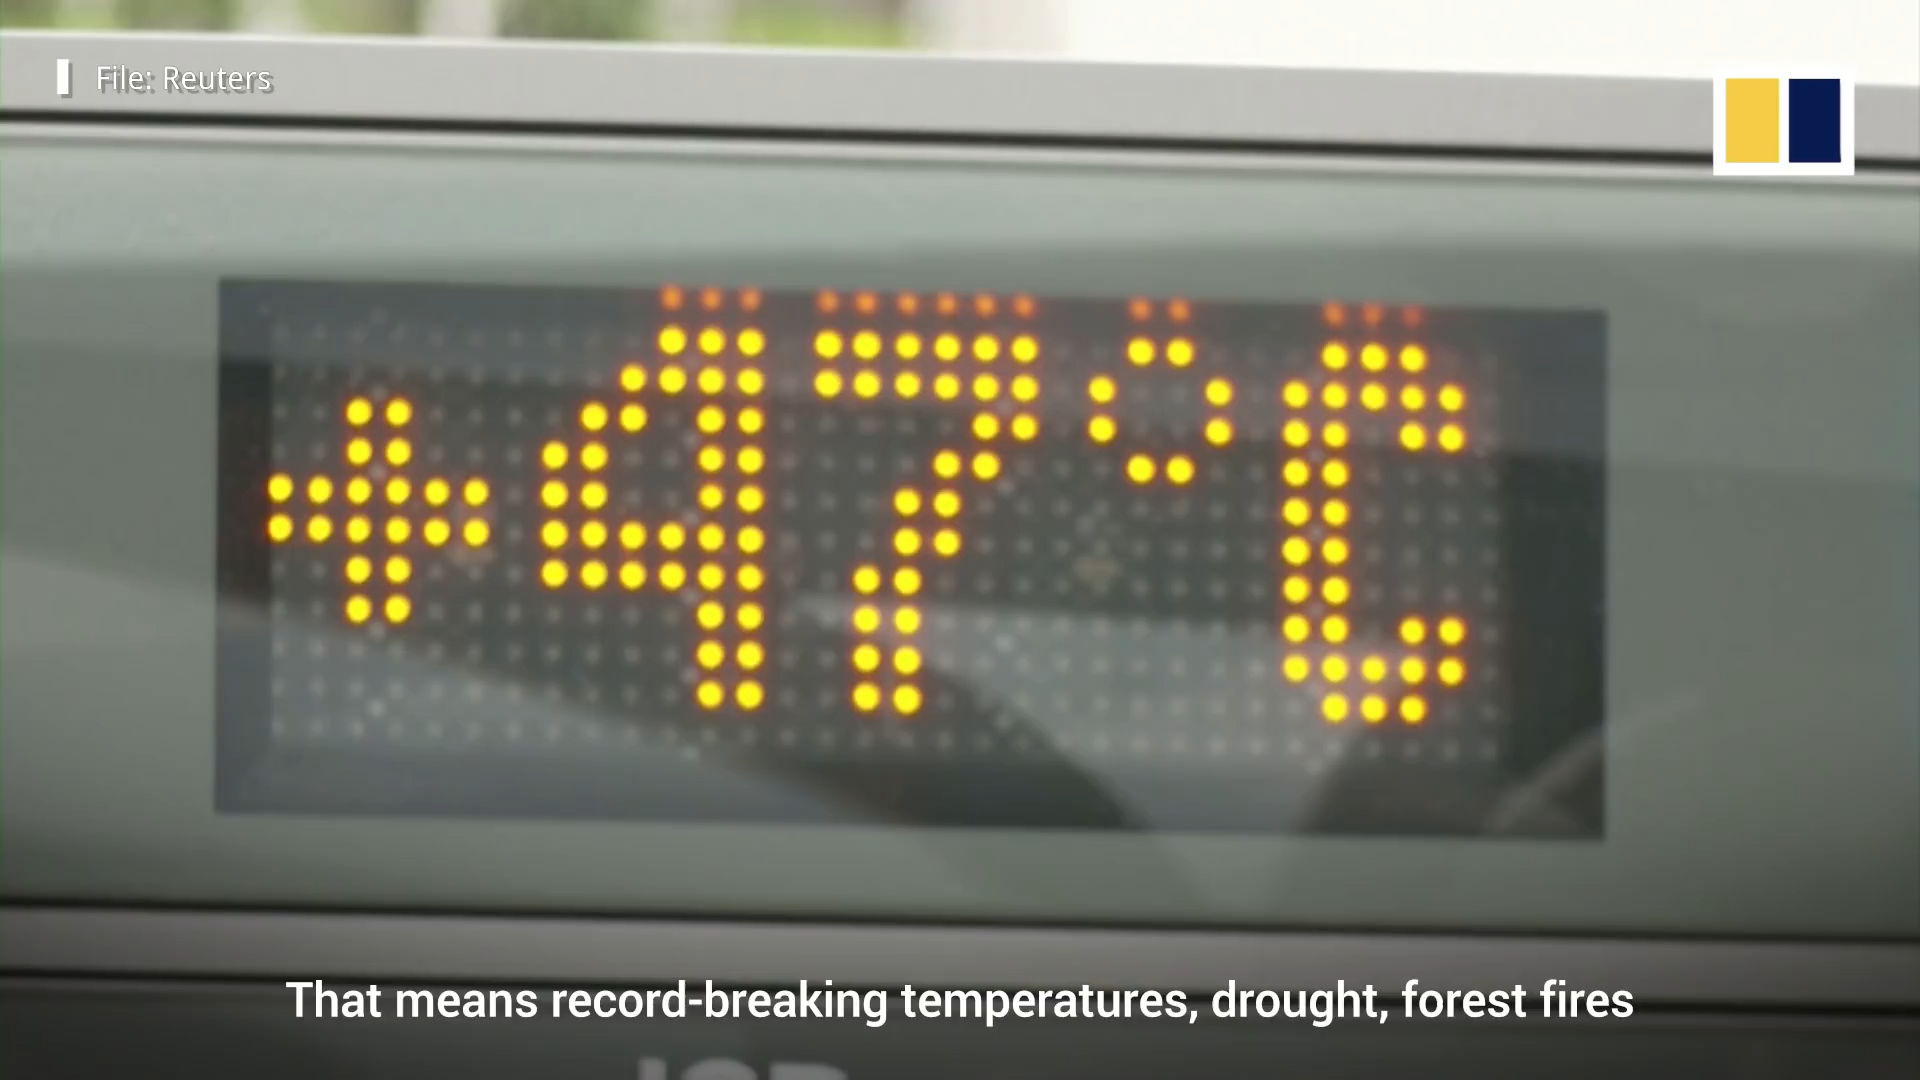 File: Reuters
+47°C
That means record-breaking temperatures, drought, forest fires